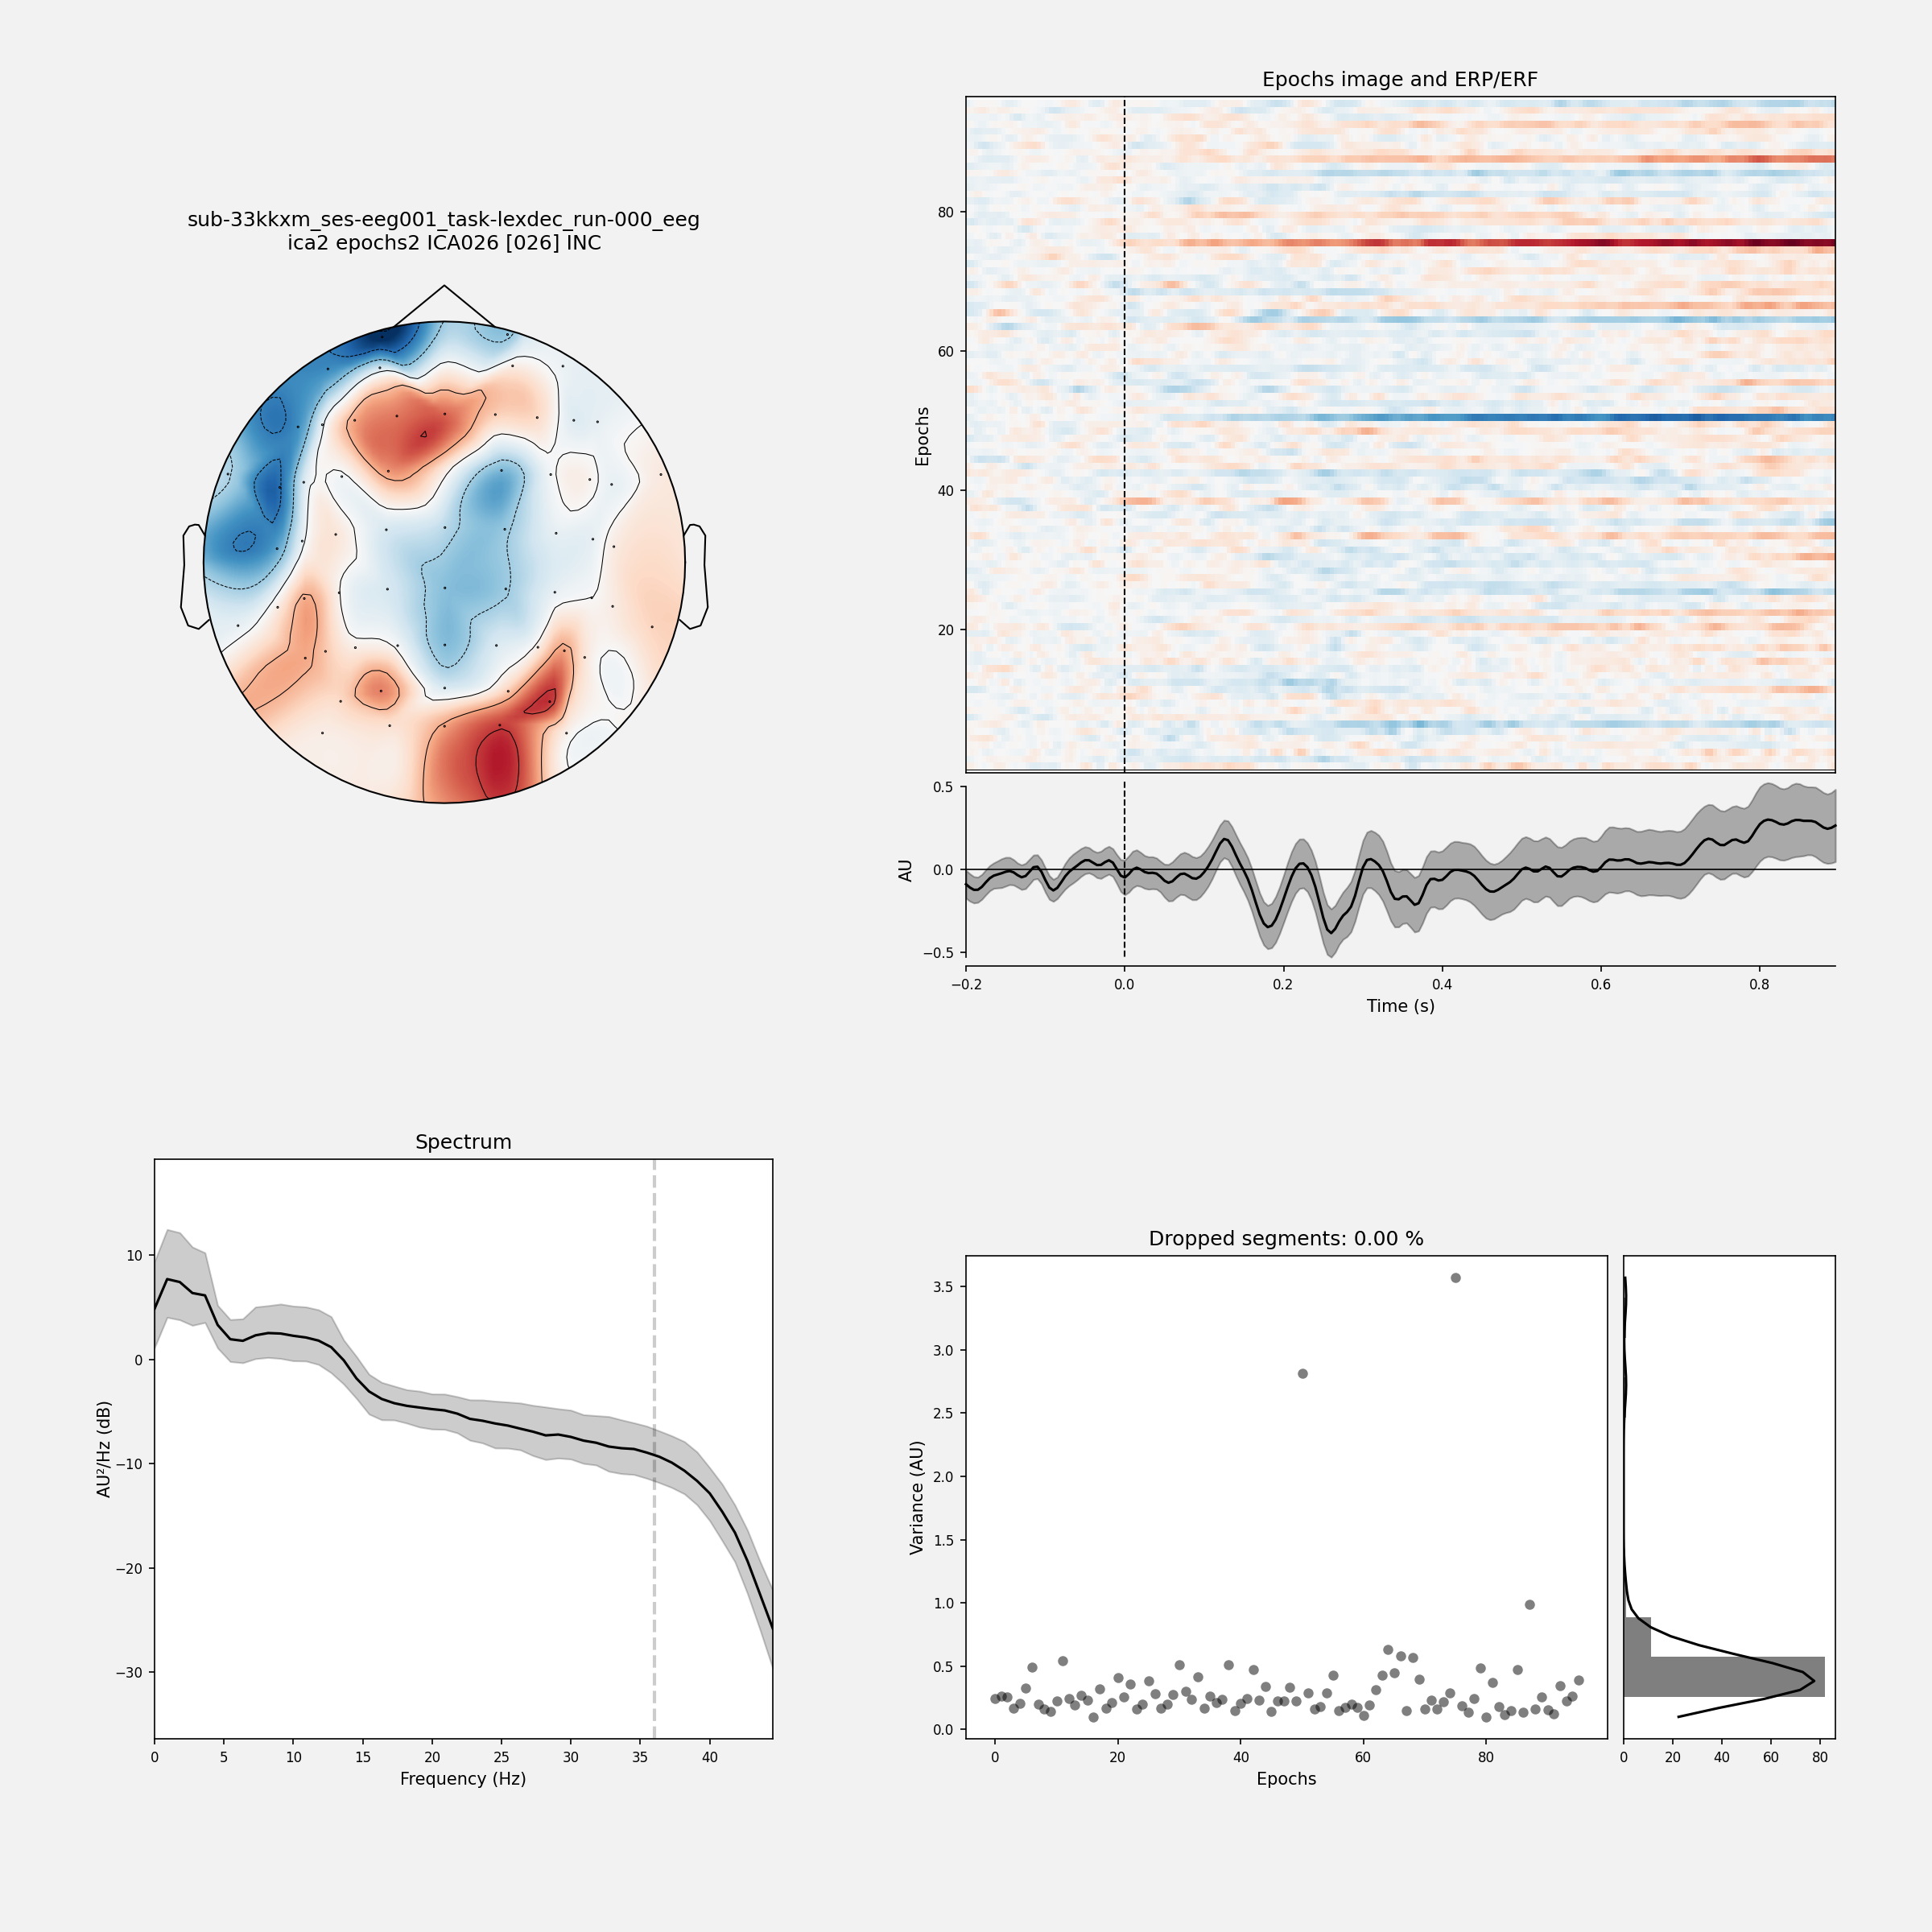 sub-33kkxm_ses-eeg001_task-lexdec_run-000_eeg
ica2 epochs2 ICA026 [026] INC
Epochs image and ERP/ERF
Epochs
80
60
40
20
AU
0.5
0.0
−0.5
−0.2 0.0 0.2 0.4 0.6 0.8
Time (s)
Spectrum
AU²/Hz (dB)
10
0
−10
−20
−30
0 5 10 15 20 25 30 35 40
Frequency (Hz)
Dropped segments: 0.00 %
Variance (AU)
3.5
3.0
2.5
2.0
1.5
1.0
0.5
0.0
0 20 40 60 80
Epochs
0 20 40 60 80